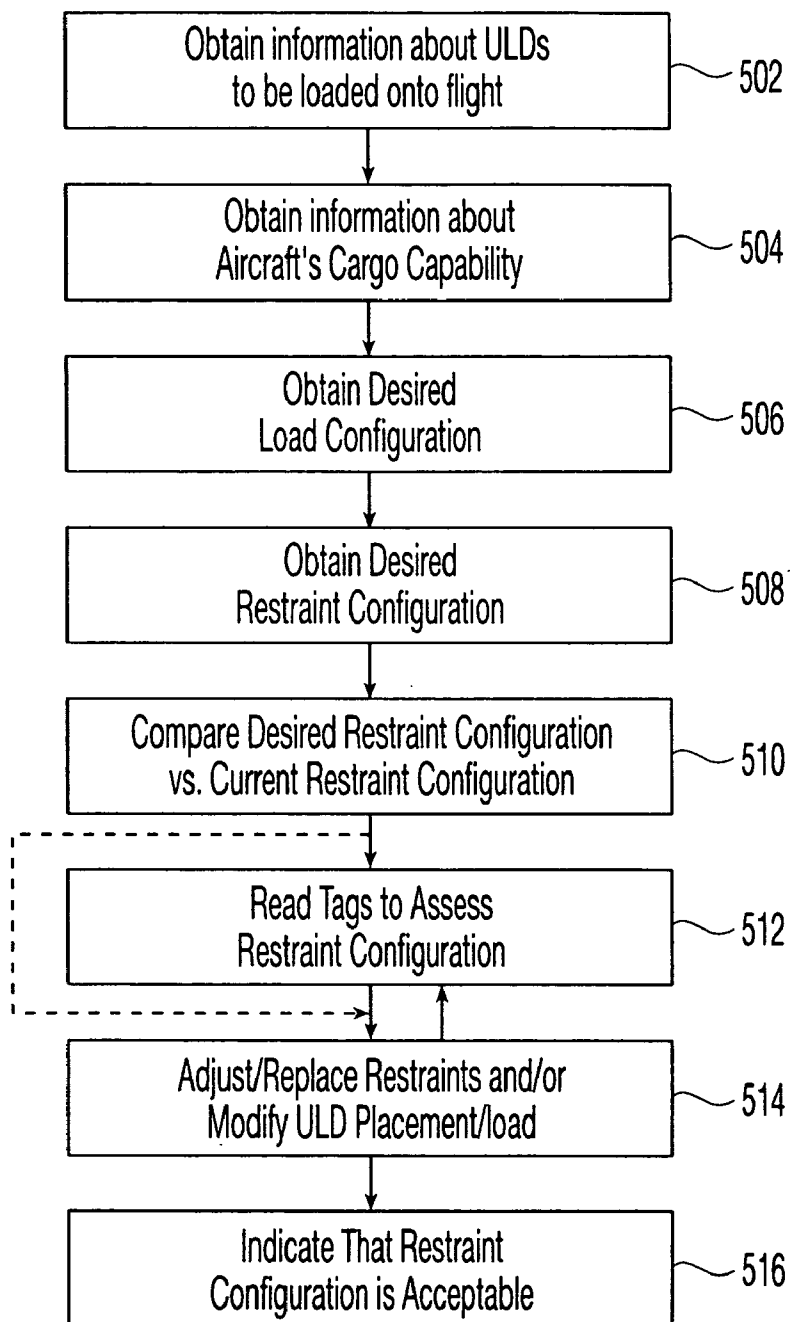 Obtain information about ULDs
to be loaded onto flight
502
Obtain information about
Aircraft's Cargo Capability
504
Obtain Desired
Load Configuration
506
Obtain Desired
Restraint Configuration
508
Compare Desired Restraint Configuration
vs. Current Restraint Configuration
510
Read Tags to Assess
Restraint Configuration
512
Adjust/Replace Restraints and/or
Modify ULD Placement/load
514
Indicate That Restraint
Configuration is Acceptable
516